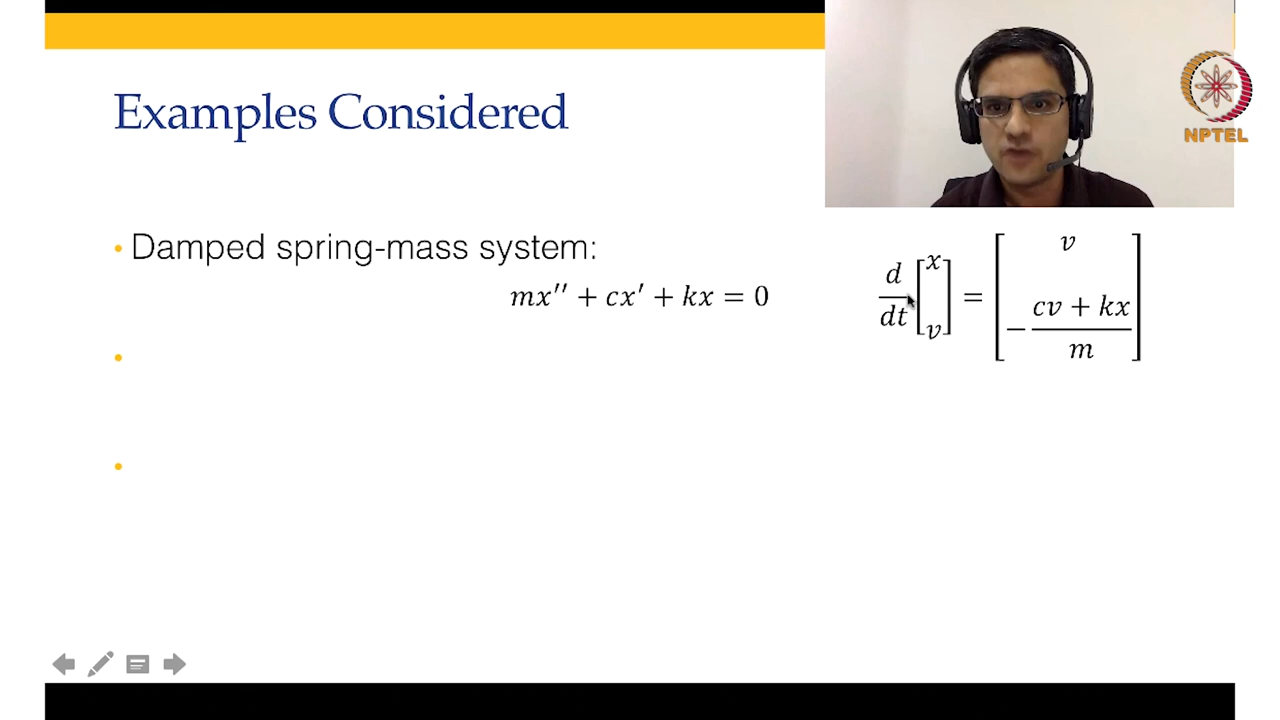 Examples Considered
NPTEL
• Damped spring-mass system:
mx′′ + cx′ + kx = 0
d/dt [x v] = [v −(cv + kx)/m]